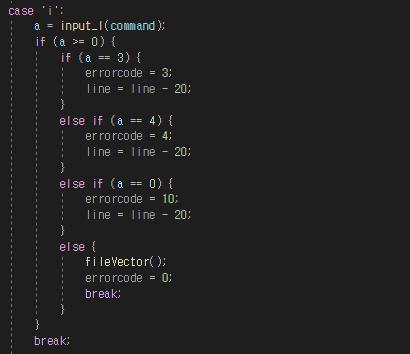 case 'i':
a = input_I(command);
if (a >= 0) {
if (a == 3) {
errorcode = 3;
line = line - 20;
}
else if (a == 4) {
errorcode = 4;
line = line - 20;
}
else if (a == 0) {
errorcode = 10;
line = line - 20;
}
else {
fileVector();
errorcode = 0;
break;
}
}
break;